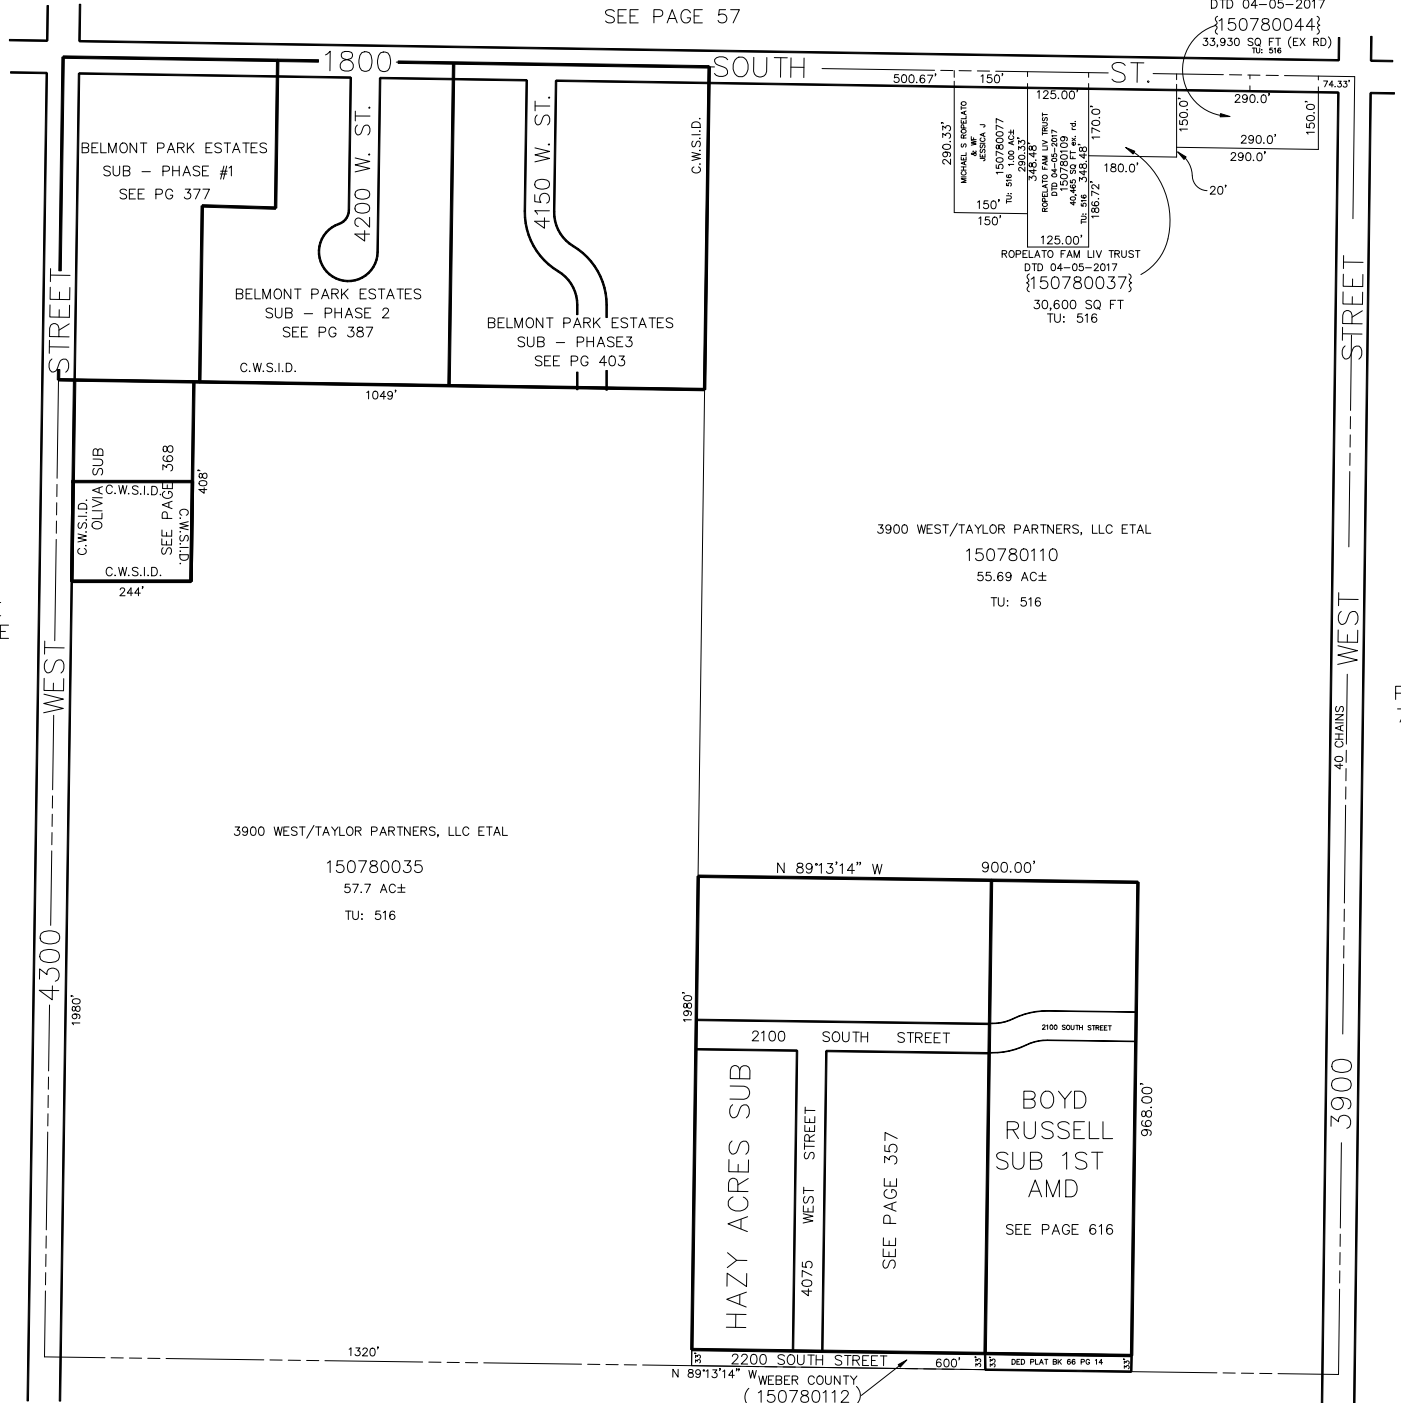 SEE PAGE 57
DTD 04-05-2017
{150780044}
33,930 SQ FT (EX RD)
TU: 516
1800
SOUTH
ST.
500.67'
150'
74.33'
125.00'
290.0'
290.0'
290.0'
150.0'
150.0'
170.0'
180.0'
20'
186.72'
290.33'
MICHAEL S ROPELATO
& WF
JESSICA J
150780077
TU: 516 1.00 AC±
290.33'
348.48'
ROPELATO FAM LIV TRUST
DTD 04-05-2017
150780109
40,465 SQ FT ex. rd.
TU: 516
348.48'
150'
150'
125.00'
ROPELATO FAM LIV TRUST
DTD 04-05-2017
{150780037}
30,600 SQ FT
TU: 516
BELMONT PARK ESTATES
SUB - PHASE #1
SEE PG 377
4200 W. ST.
4150 W. ST.
C.W.S.I.D.
BELMONT PARK ESTATES
SUB - PHASE 2
SEE PG 387
C.W.S.I.D.
BELMONT PARK ESTATES
SUB - PHASE3
SEE PG 403
1049'
STREET
WEST
4300
STREET
WEST
3900
OLIVIA SUB
SEE PAGE 368
C.W.S.I.D.
C.W.S.I.D.
C.W.S.I.D.
C.W.S.I.D.
408'
244'
E
3900 WEST/TAYLOR PARTNERS, LLC ETAL
150780110
55.69 AC±
TU: 516
40 CHAINS
3900 WEST/TAYLOR PARTNERS, LLC ETAL
150780035
57.7 AC±
TU: 516
1980'
1980'
N 89°13'14" W
900.00'
2100 SOUTH STREET
2100 SOUTH STREET
HAZY ACRES SUB
4075 WEST STREET
SEE PAGE 357
BOYD
RUSSELL
SUB 1ST
AMD
SEE PAGE 616
968.00'
1320'
33'
2200 SOUTH STREET
600'
33'
33'
DED PLAT BK 66 PG 14
33'
N 89°13'14" W
WEBER COUNTY
( 150780112 )